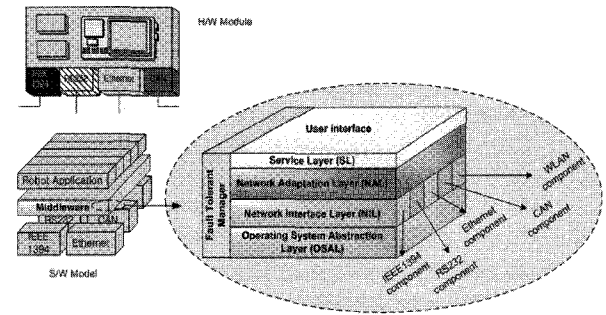 H/W Module
Ethernet
User interface
Service Layer (SL)
Network Adaptation Layer (NAL)
Network Interface Layer (NIL)
Operating System Abstraction
Layer (OSAL)
Fault Tolerant
Manager
WLAN
component
CAN
component
Ethernet
component
RS232
component
IEEE1394
component
Robot Application
Middleware
RS232
CAN
IEEE
1394
Ethernet
S/W Model